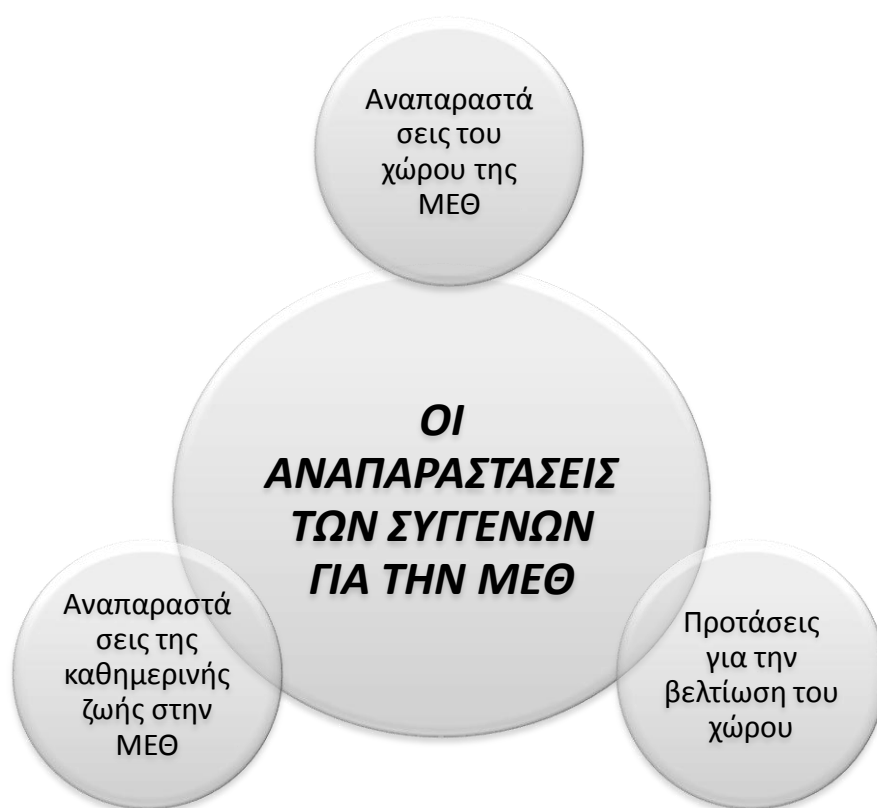 Αναπαραστά
σεις του
χώρου της
ΜΕΘ
ΟΙ
ΑΝΑΠΑΡΑΣΤΑΣΕΙΣ
ΤΩΝ ΣΥΓΓΕΝΩΝ
ΓΙΑ ΤΗΝ ΜΕΘ
Αναπαραστά
σεις της
καθημερινής
ζωής στην
ΜΕΘ
Προτάσεις
για την
βελτίωση του
χώρου